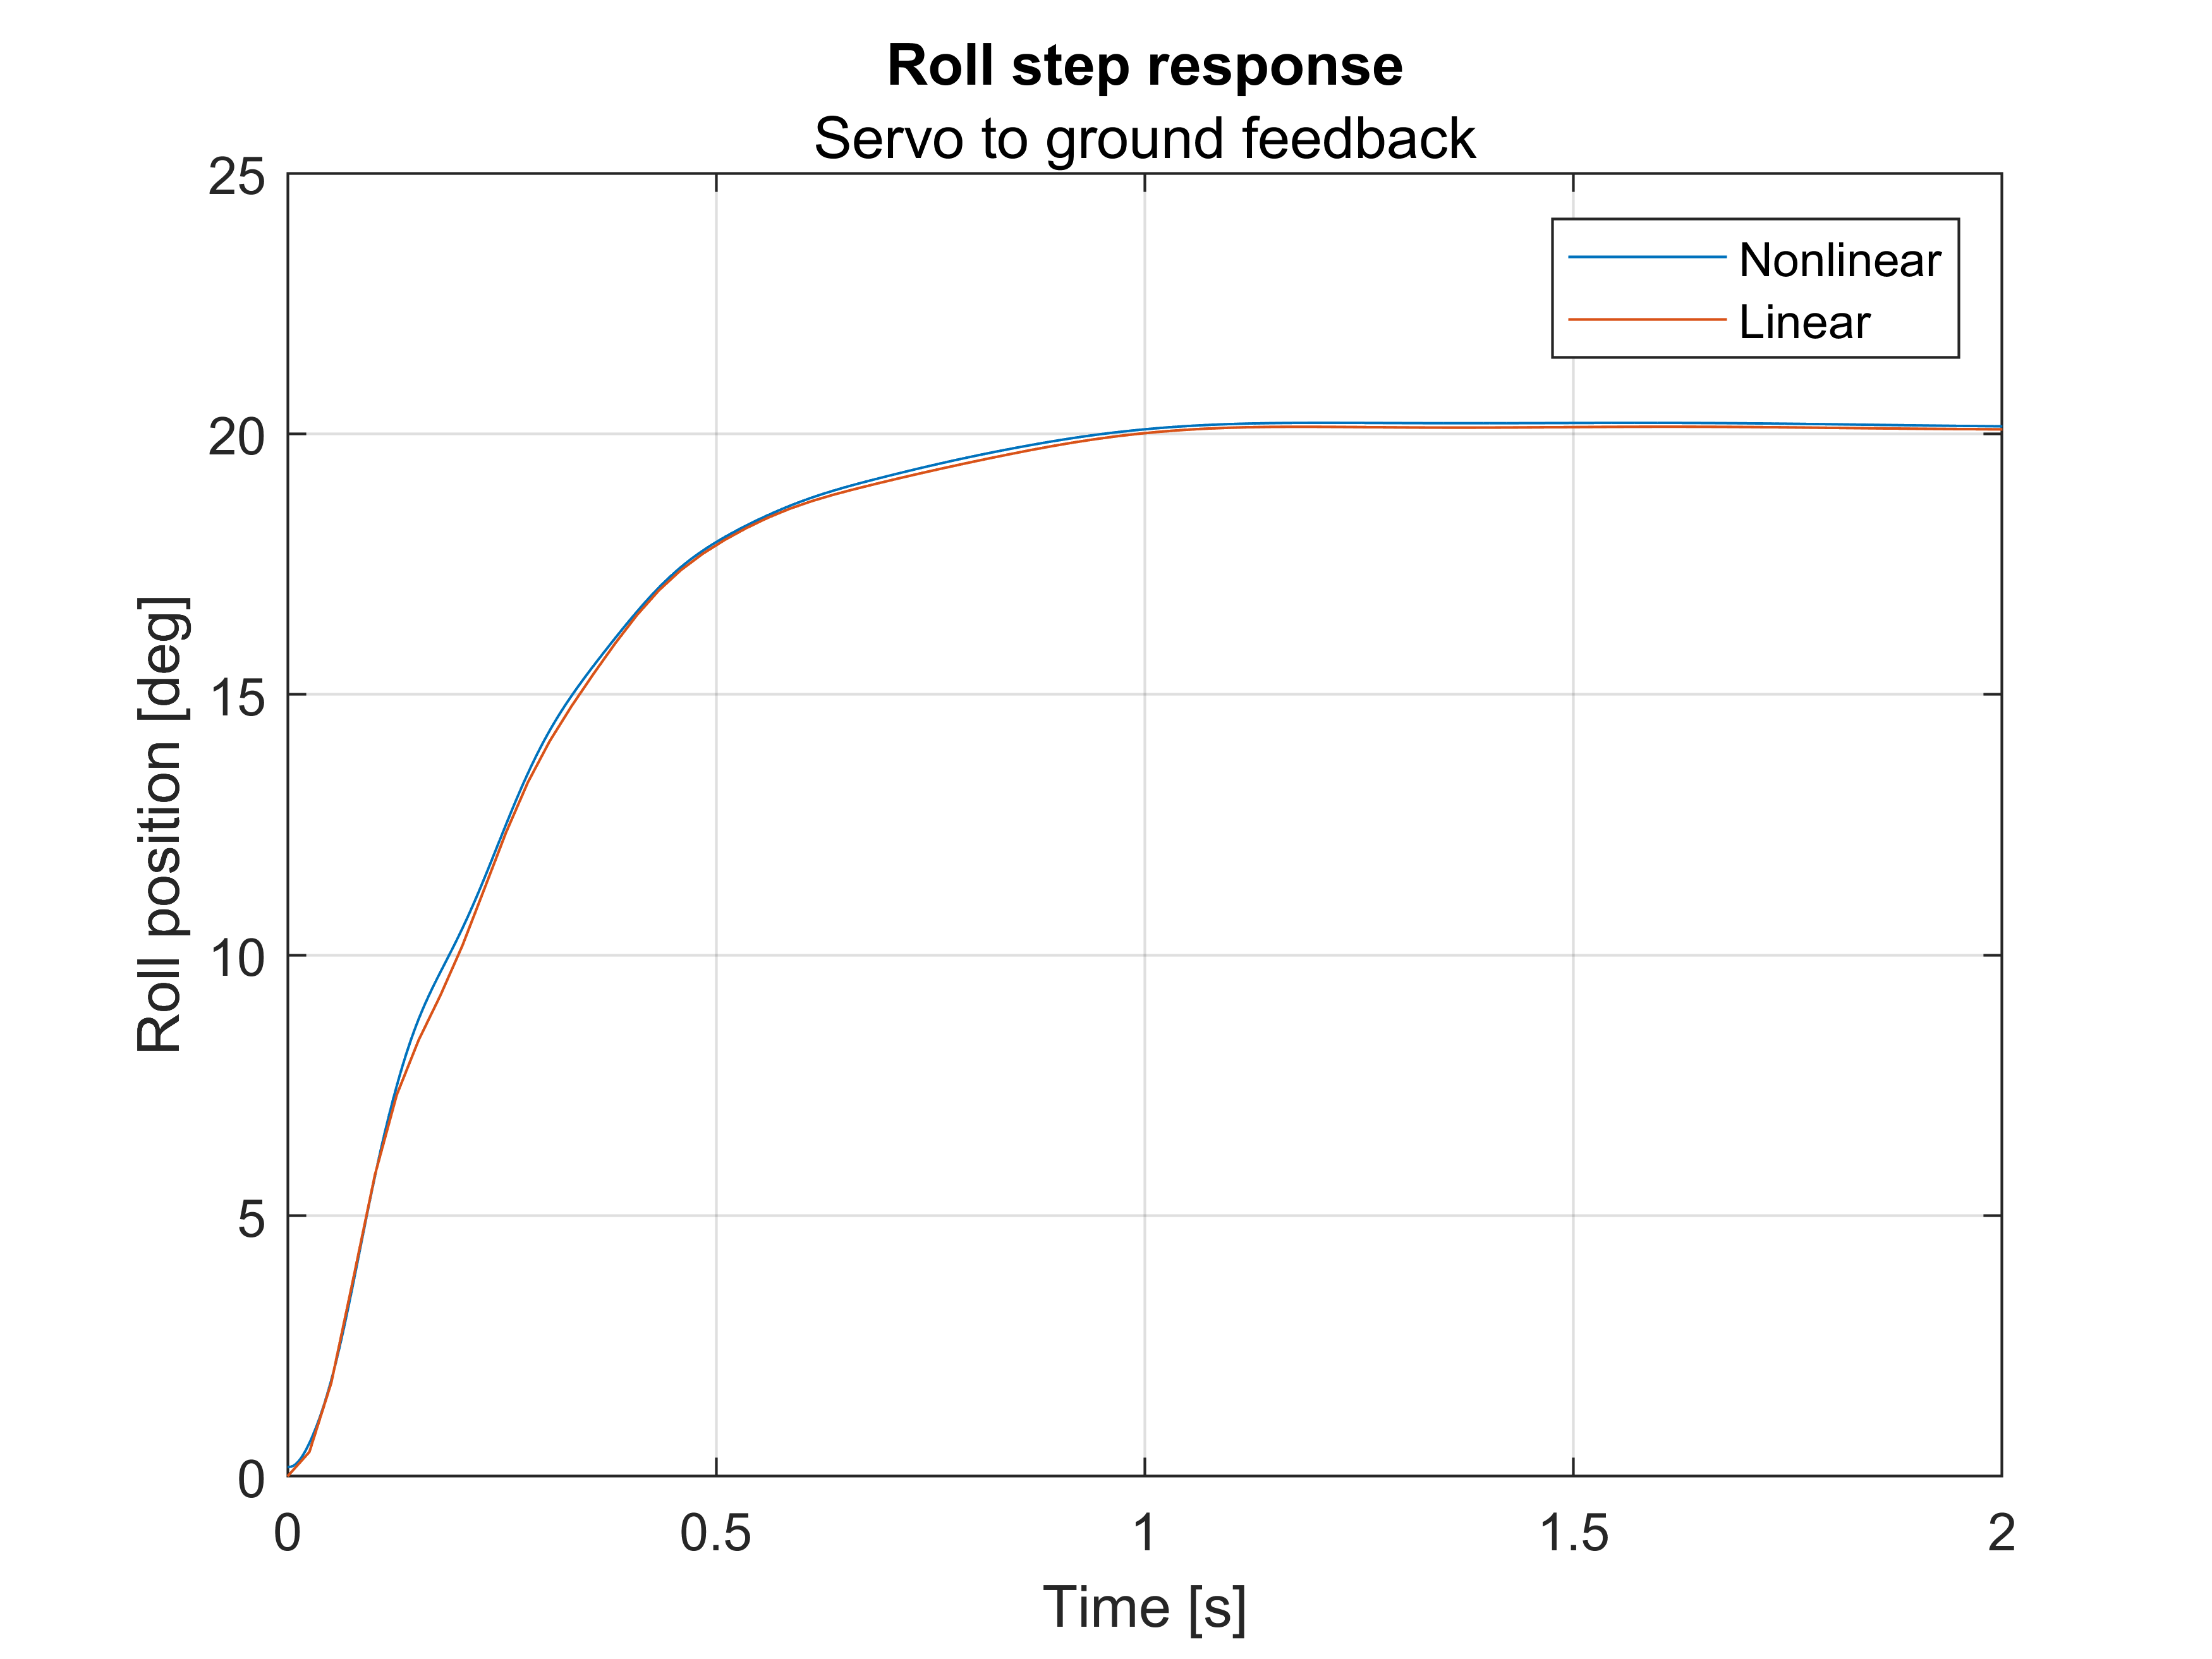 Roll step response
Servo to ground feedback
25
20
15
10
5
0
Roll position [deg]
Nonlinear
Linear
0 0.5 1 1.5 2
Time [s]